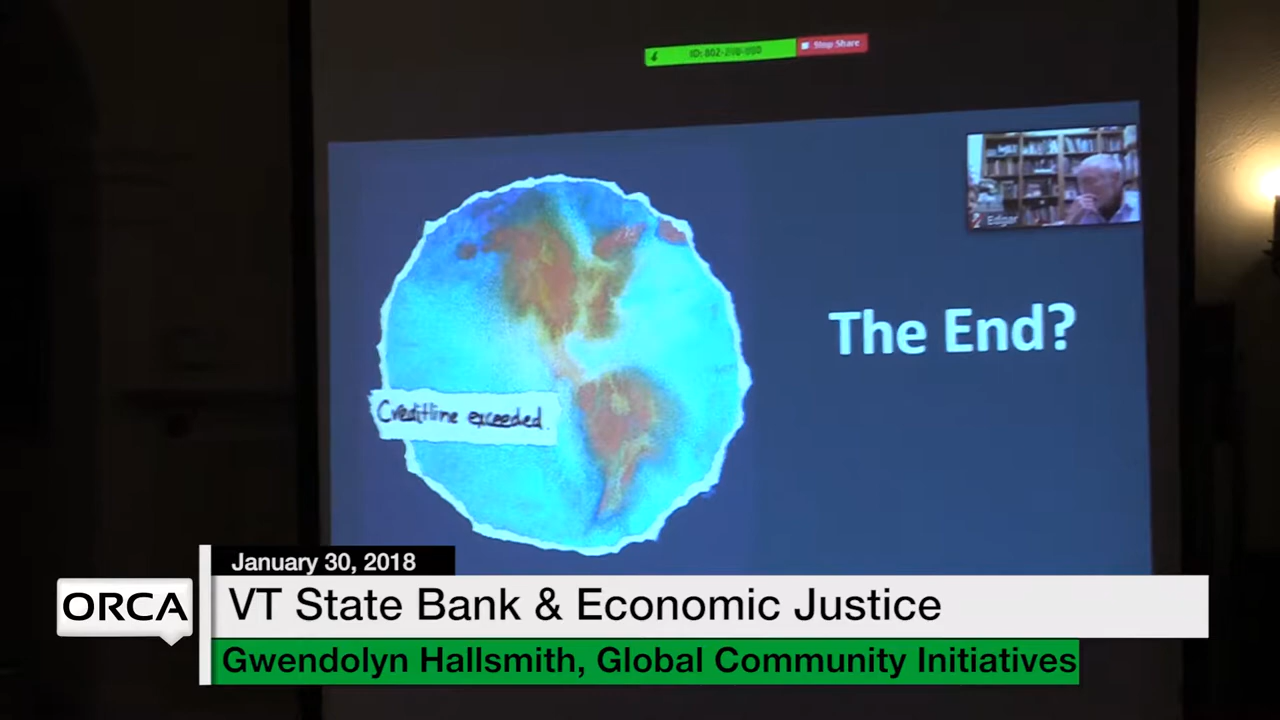 Stop Share
Edgar
The End?
Creditline exceeded.
January 30, 2018
ORCA
VT State Bank & Economic Justice
Gwendolyn Hallsmith, Global Community Initiatives